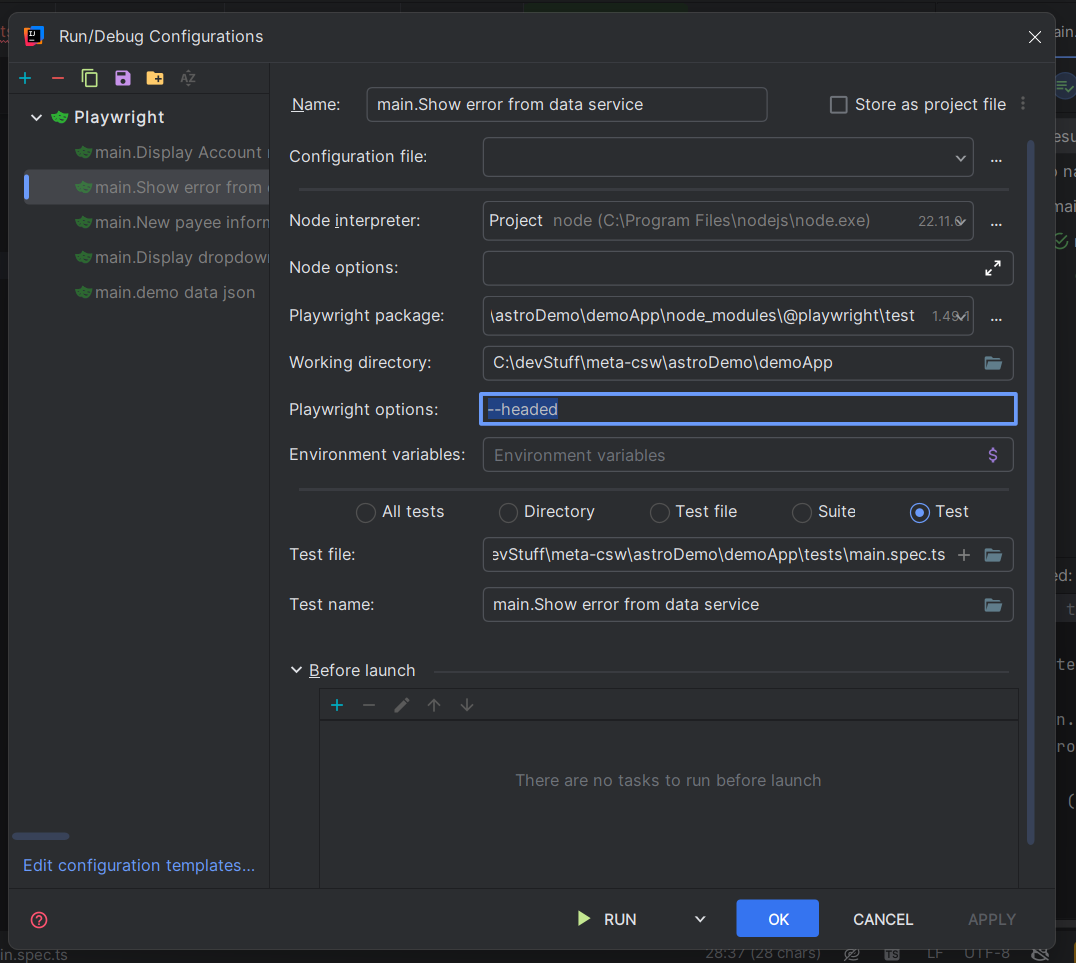 Run/Debug Configurations
Playwright
main.Display Account
main.Show error from
main.New payee inforn
main.Display dropdow
main.demo data json
Edit configuration templates...
Name: main.Show error from data service
Store as project file
Configuration file:
Node interpreter: Project node (C:\Program Files\nodejs\node.exe) 22.11.0
Node options:
Playwright package: \astroDemo\demoApp\node_modules\@playwright\test 1.49.1
Working directory: C:\devStuff\meta-csw\astroDemo\demoApp
Playwright options: --headed
Environment variables: Environment variables $
All tests Directory Test file Suite Test
Test file: evStuff\meta-csw\astroDemo\demoApp\tests\main.spec.ts
Test name: main.Show error from data service
Before launch
There are no tasks to run before launch
RUN OK CANCEL APPLY
in.spec.ts 28:37 (28 chars) TS LF UTF-8